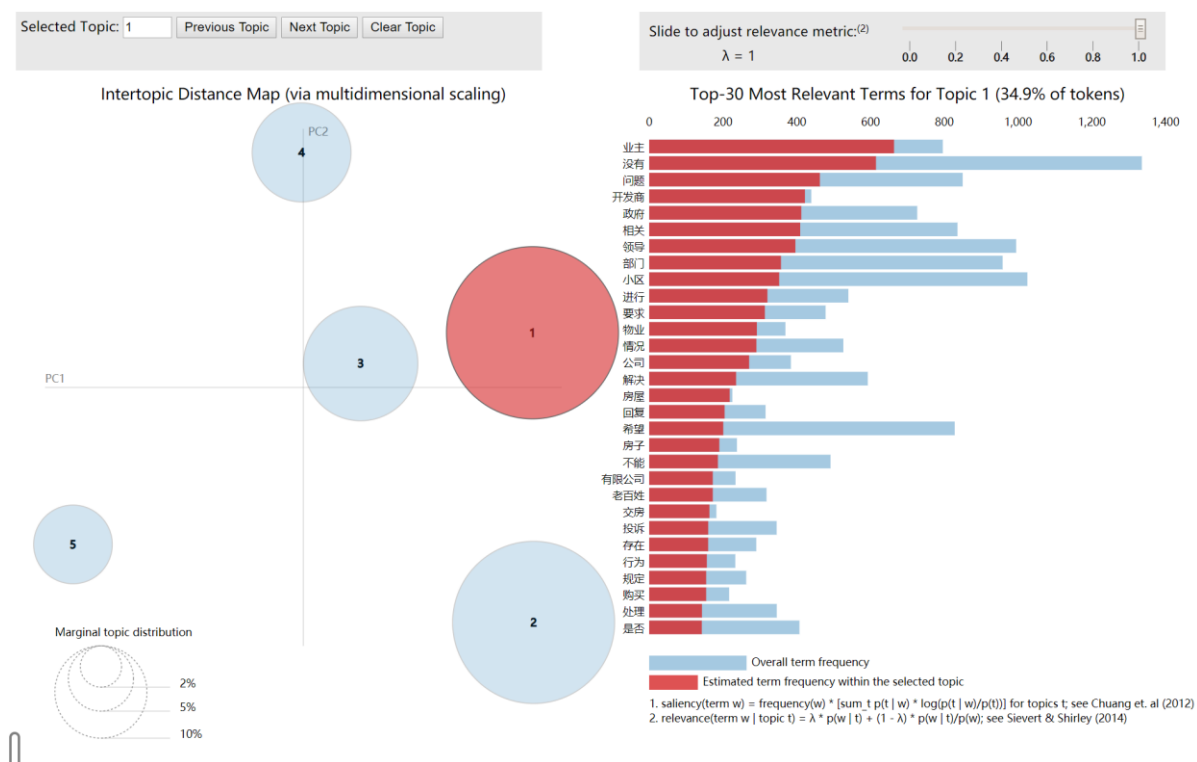 Selected Topic: 1 Previous Topic Next Topic Clear Topic
Slide to adjust relevance metric:(2)
λ = 1
0.0 0.2 0.4 0.6 0.8 1.0
Intertopic Distance Map (via multidimensional scaling)
PC2
PC1
4
1
3
5
2
Marginal topic distribution
2%
5%
10%
Top-30 Most Relevant Terms for Topic 1 (34.9% of tokens)
0 200 400 600 800 1,000 1,200 1,400
业主
没有
问题
开发商
政府
相关
领导
部门
小区
进行
要求
物业
情况
公司
解决
房屋
回复
希望
房子
不能
有限公司
老百姓
交房
投诉
存在
行为
规定
购买
处理
是否
Overall term frequency
Estimated term frequency within the selected topic
1. saliency(term w) = frequency(w) * [sum_t p(t | w) * log(p(t | w)/p(t))] for topics t; see Chuang et. al (2012)
2. relevance(term w | topic t) = λ * p(w | t) + (1 - λ) * p(w | t)/p(w); see Sievert & Shirley (2014)